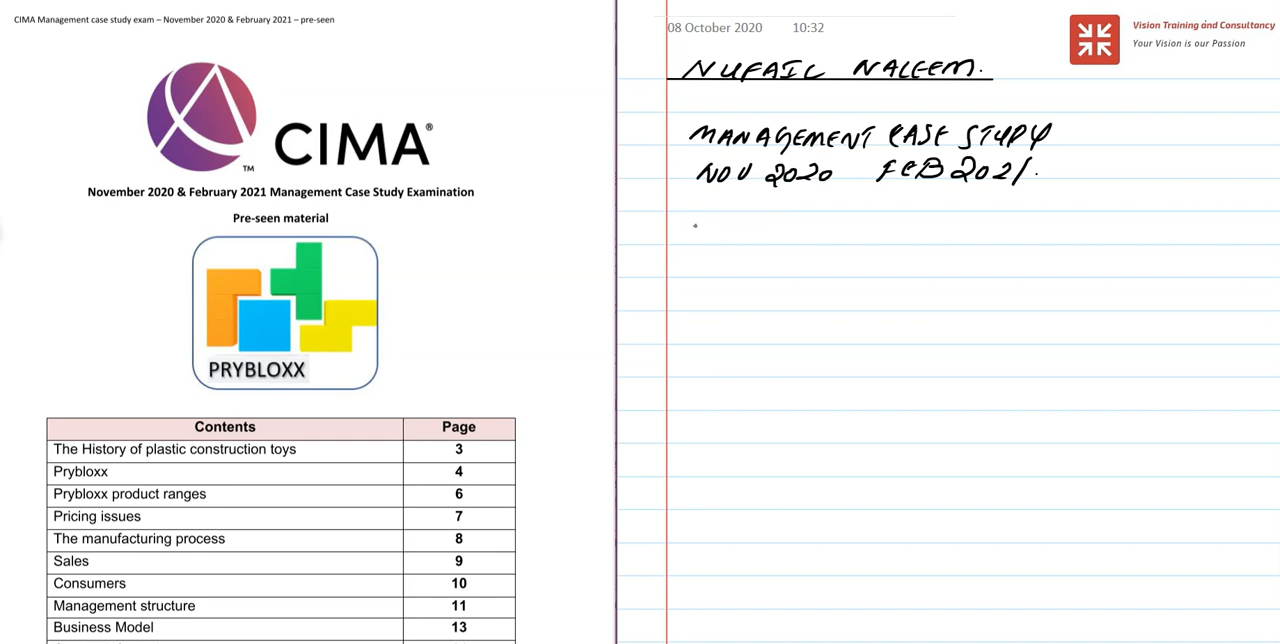 CIMA Management case study exam – November 2020 & February 2021 – pre-seen
CIMA®
™
November 2020 & February 2021 Management Case Study Examination
Pre-seen material
PRYBLOXX
Contents Page
The History of plastic construction toys 3
Prybloxx 4
Prybloxx product ranges 6
Pricing issues 7
The manufacturing process 8
Sales 9
Consumers 10
Management structure 11
Business Model 13
08 October 2020 10:32
Vision Training and Consultancy
Your Vision is our Passion
NUFAIL NALEEM.
MANAGEMENT CASE STUDY
NOV 2020 FEB 2021.